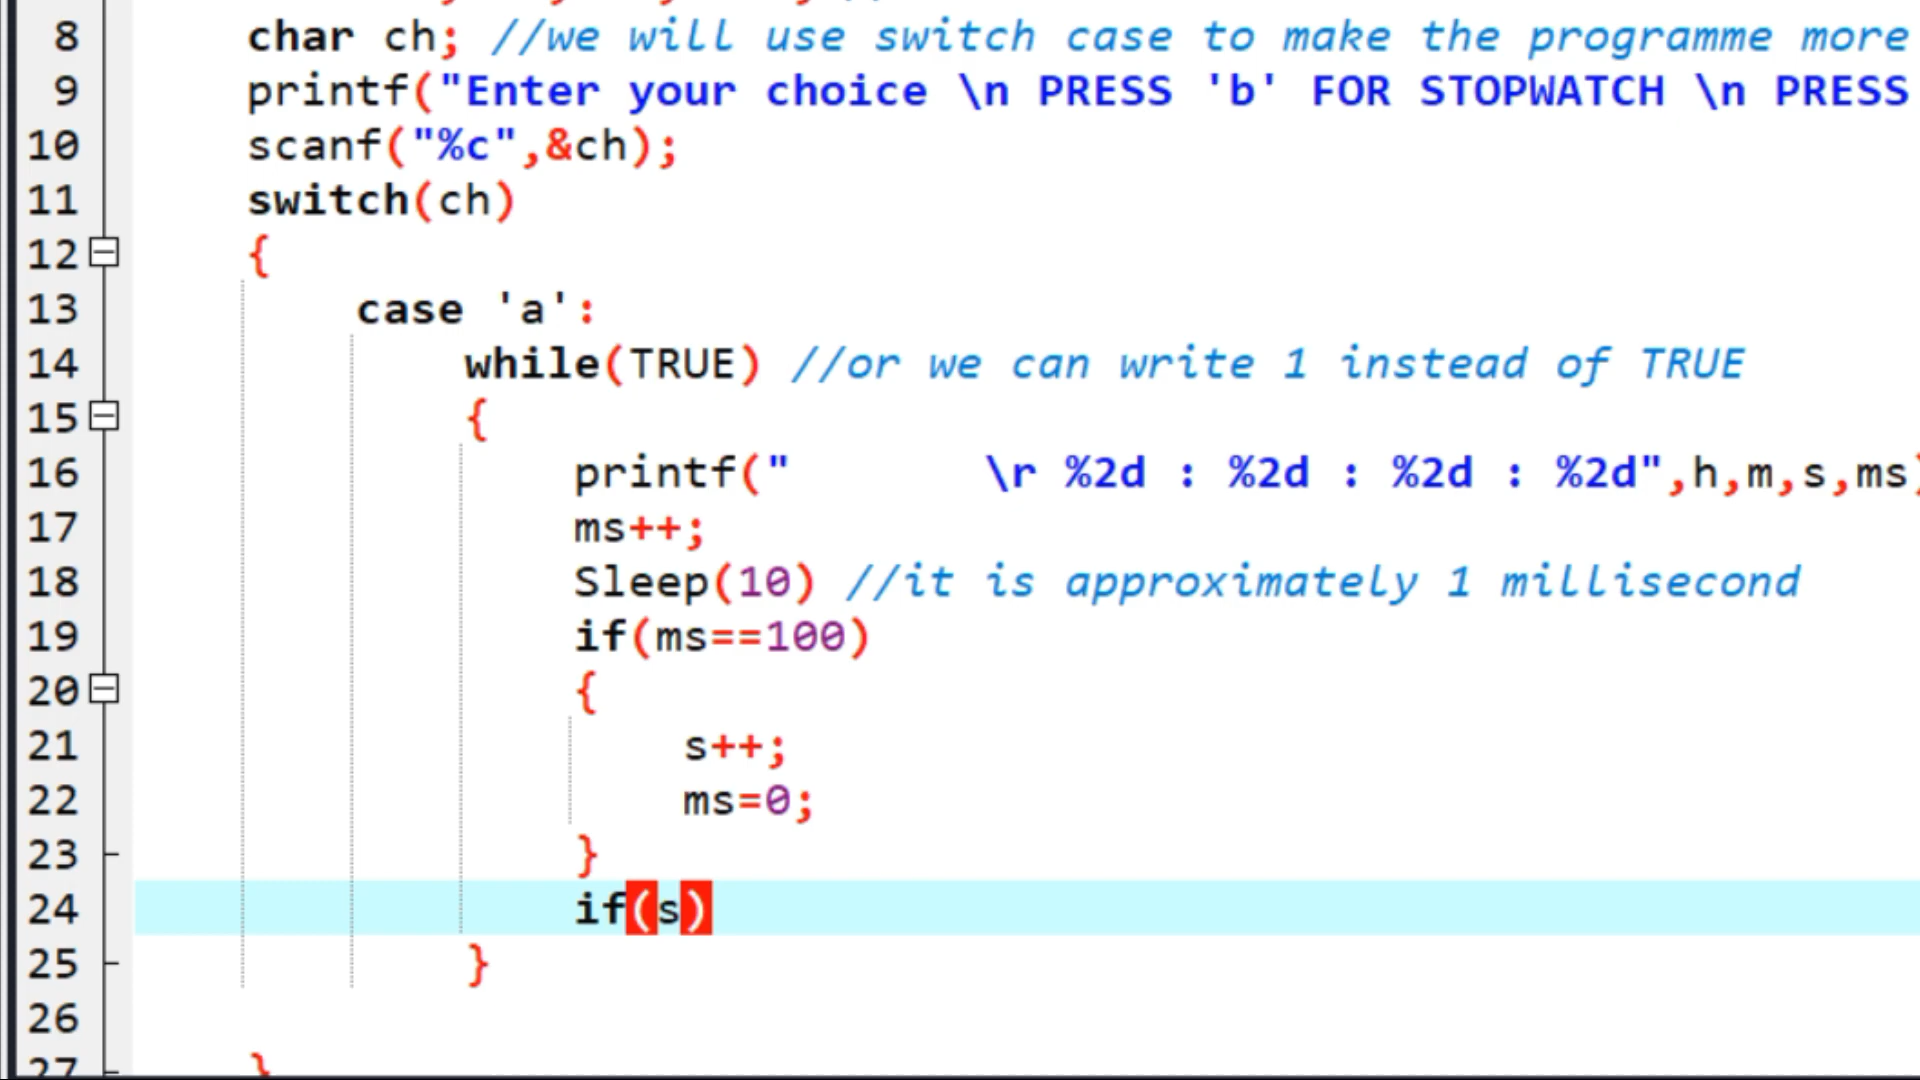 8 char ch; //we will use switch case to make the programme more
9 printf("Enter your choice \n PRESS 'b' FOR STOPWATCH \n PRESS
10 scanf("%c",&ch);
11 switch(ch)
12 {
13 case 'a':
14 while(TRUE) //or we can write 1 instead of TRUE
15 {
16 printf("      \r %2d : %2d : %2d : %2d",h,m,s,ms)
17 ms++;
18 Sleep(10) //it is approximately 1 millisecond
19 if(ms==100)
20 {
21 s++;
22 ms=0;
23 }
24 if(s)
25 }
26
27 }